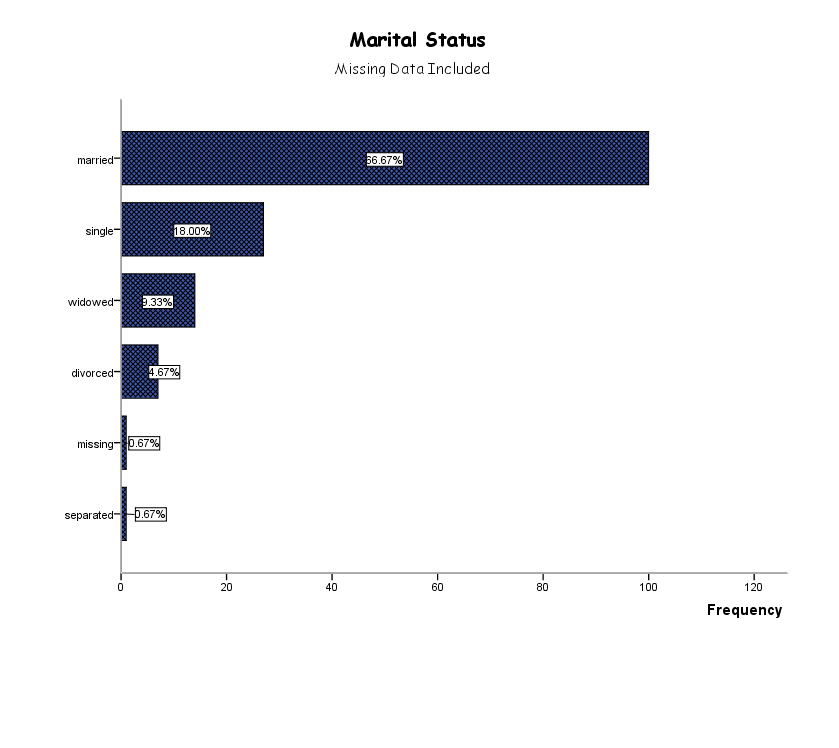 Marital Status
Missing Data Included
married
66.67%
single
18.00%
widowed
9.33%
divorced
4.67%
missing
0.67%
separated
0.67%
0 20 40 60 80 100 120
Frequency